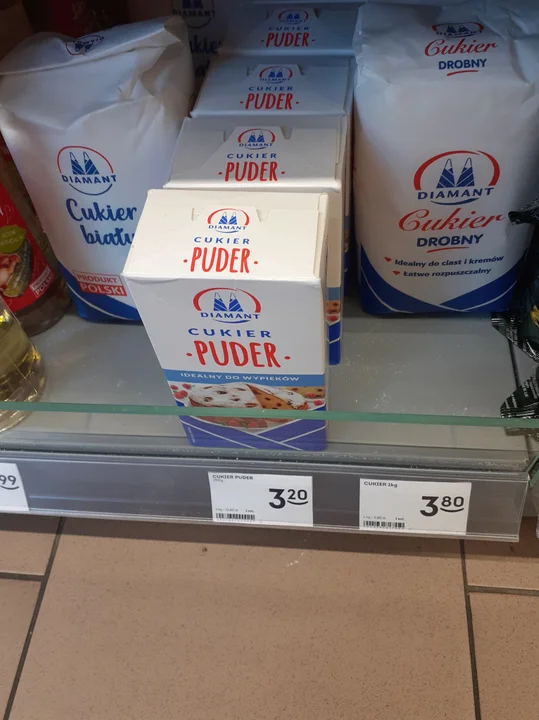 CUKIER
PUDER
CUKIER
PUDER
CUKIER
PUDER
DIAMANT
CUKIER
PUDER
DIAMANT
CUKIER
PUDER
IDEALNY DO WYPIEKÓW
DIAMANT
Cukier
biały
PRODUKT
POLSKI
Cukier
DROBNY
DIAMANT
Cukier
DROBNY
Idealny do ciast i kremów
Łatwo rozpuszczalny
99
CUKIER PUDER
3 20
CUKIER 1kg
3 80